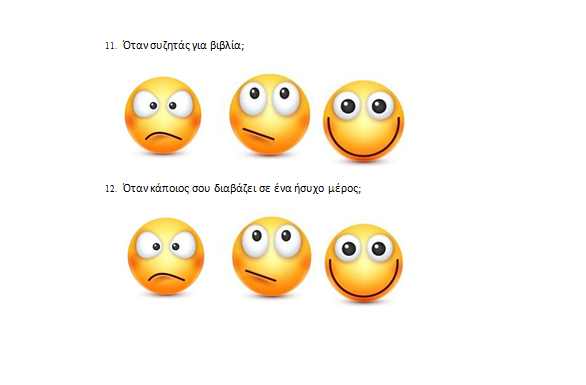 11. Όταν συζητάς για βιβλία;
12. Όταν κάποιος σου διαβάζει σε ένα ήσυχο μέρος;